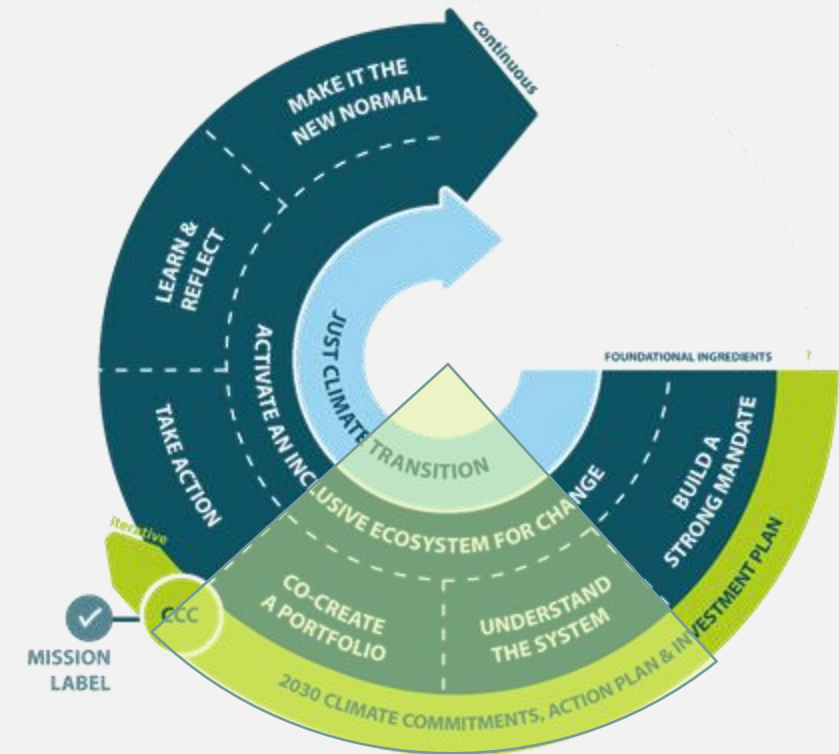 continuous
MAKE IT THE
NEW NORMAL
LEARN &
REFLECT
TAKE ACTION
ACTIVATE AN INCLUSIVE ECOSYSTEM FOR CHANGE
JUST CLIMATE TRANSITION
FOUNDATIONAL INGREDIENTS
BUILD A
STRONG MANDATE
UNDERSTAND
THE SYSTEM
CO-CREATE
A PORTFOLIO
2030 CLIMATE COMMITMENTS, ACTION PLAN & INVESTMENT PLAN
iterative
CCC
MISSION
LABEL